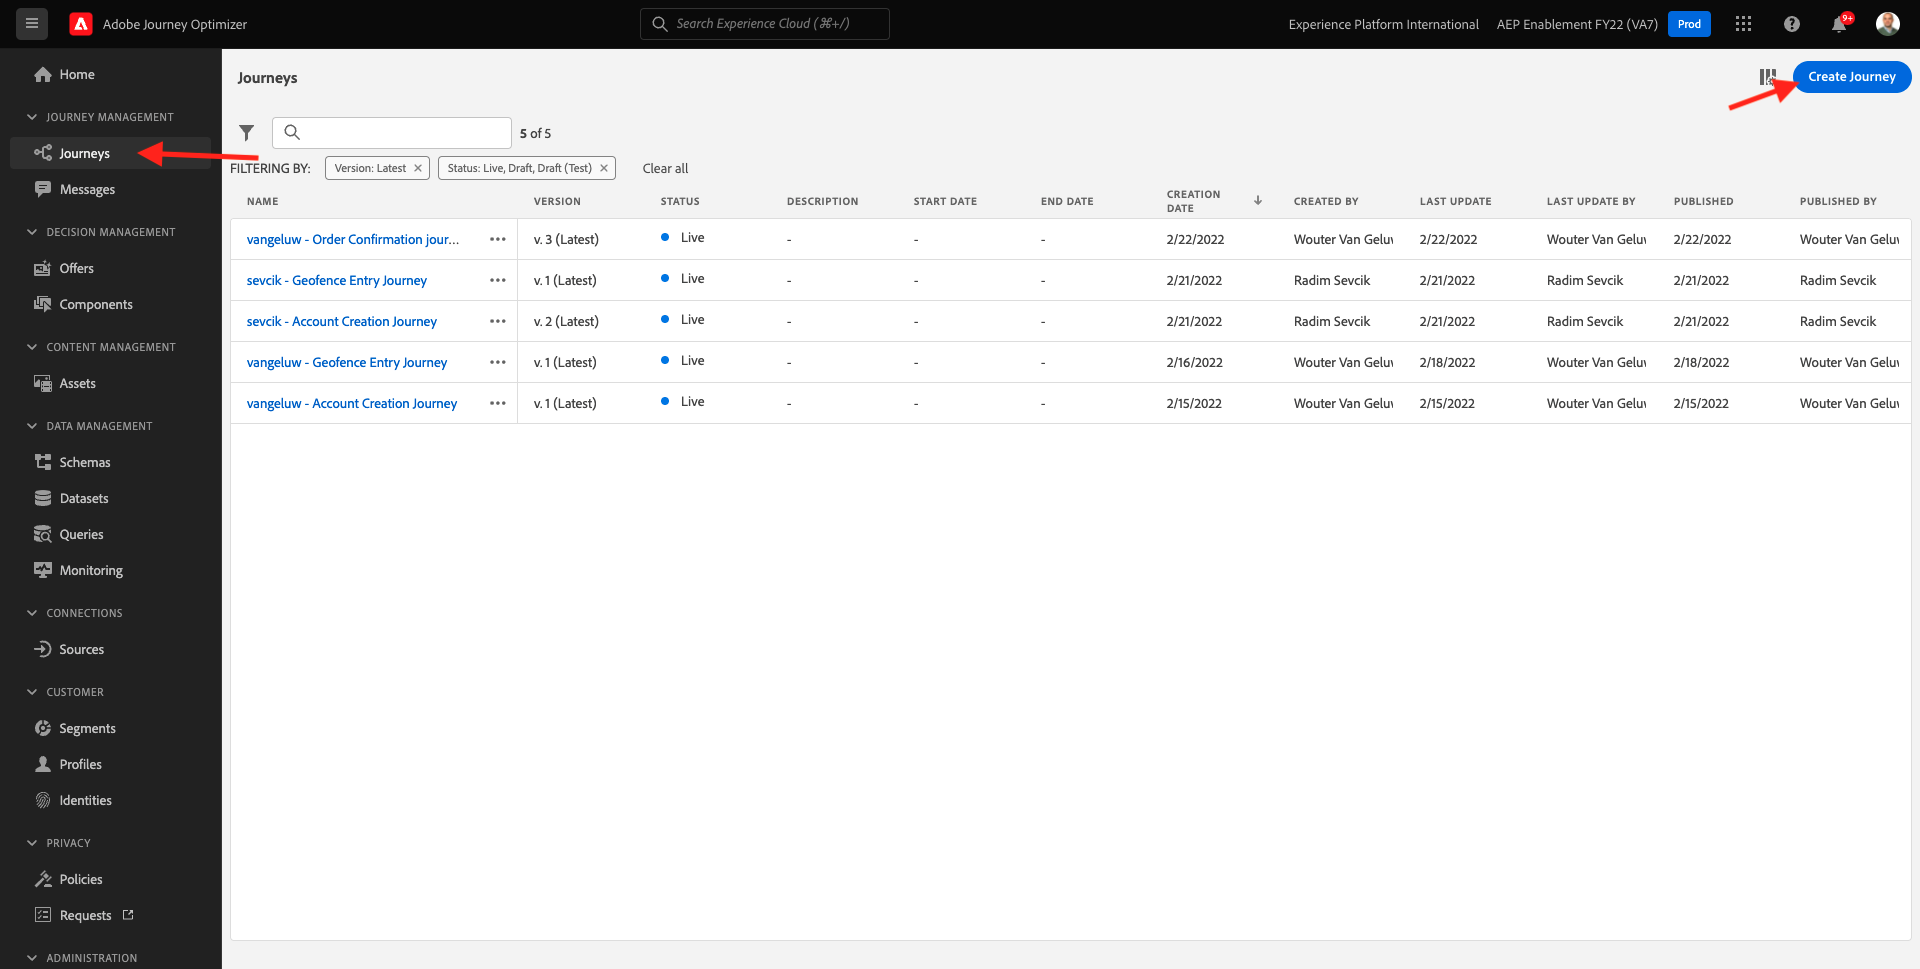 Adobe Journey Optimizer
Search Experience Cloud (⌘+/)
Experience Platform International
AEP Enablement FY22 (VA7)
Prod
9+
Home
JOURNEY MANAGEMENT
Journeys
Messages
DECISION MANAGEMENT
Offers
Components
CONTENT MANAGEMENT
Assets
DATA MANAGEMENT
Schemas
Datasets
Queries
Monitoring
CONNECTIONS
Sources
CUSTOMER
Segments
Profiles
Identities
PRIVACY
Policies
Requests
ADMINISTRATION
Journeys
Create Journey
5 of 5
FILTERING BY: Version: Latest Status: Live, Draft, Draft (Test) Clear all
NAME VERSION STATUS DESCRIPTION START DATE END DATE CREATION DATE CREATED BY LAST UPDATE LAST UPDATE BY PUBLISHED PUBLISHED BY
vangeluw - Order Confirmation jour... v. 3 (Latest) Live - - - 2/22/2022 Wouter Van Geluv 2/22/2022 Wouter Van Geluv 2/22/2022 Wouter Van Geluv
sevcik - Geofence Entry Journey v. 1 (Latest) Live - - - 2/21/2022 Radim Sevcik 2/21/2022 Radim Sevcik 2/21/2022 Radim Sevcik
sevcik - Account Creation Journey v. 2 (Latest) Live - - - 2/21/2022 Radim Sevcik 2/21/2022 Radim Sevcik 2/21/2022 Radim Sevcik
vangeluw - Geofence Entry Journey v. 1 (Latest) Live - - - 2/16/2022 Wouter Van Geluv 2/18/2022 Wouter Van Geluv 2/18/2022 Wouter Van Geluv
vangeluw - Account Creation Journey v. 1 (Latest) Live - - - 2/15/2022 Wouter Van Geluv 2/15/2022 Wouter Van Geluv 2/15/2022 Wouter Van Geluv